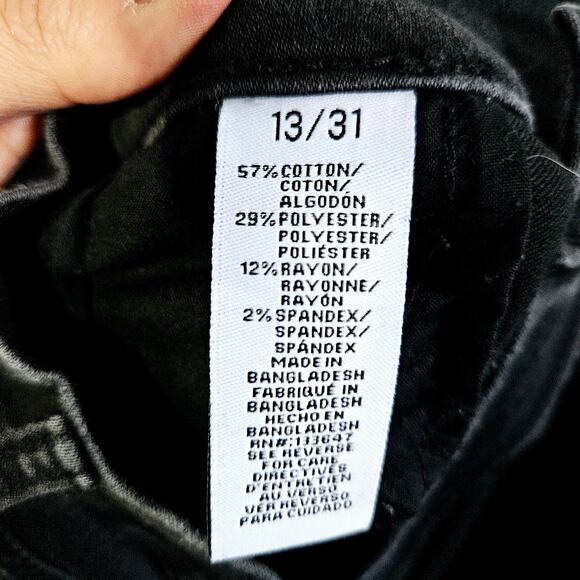 13/31
57% COTTON/
COTON/
ALGODÓN
29% POLYESTER/
POLYESTER/
POLIÉSTER
12% RAYON/
RAYONNE/
RAYÓN
2% SPANDEX/
SPANDEX/
SPÁNDEX
MADE IN
BANGLADESH
FABRIQUÉ IN
BANGLADESH
HECHO EN
BANGLADESH
RN#:133647
SEE REVERSE
FOR CARE
DIRECTIVES
D'ENTRETIEN
AU VERSO
VER REVERSO
PARA CUIDADO